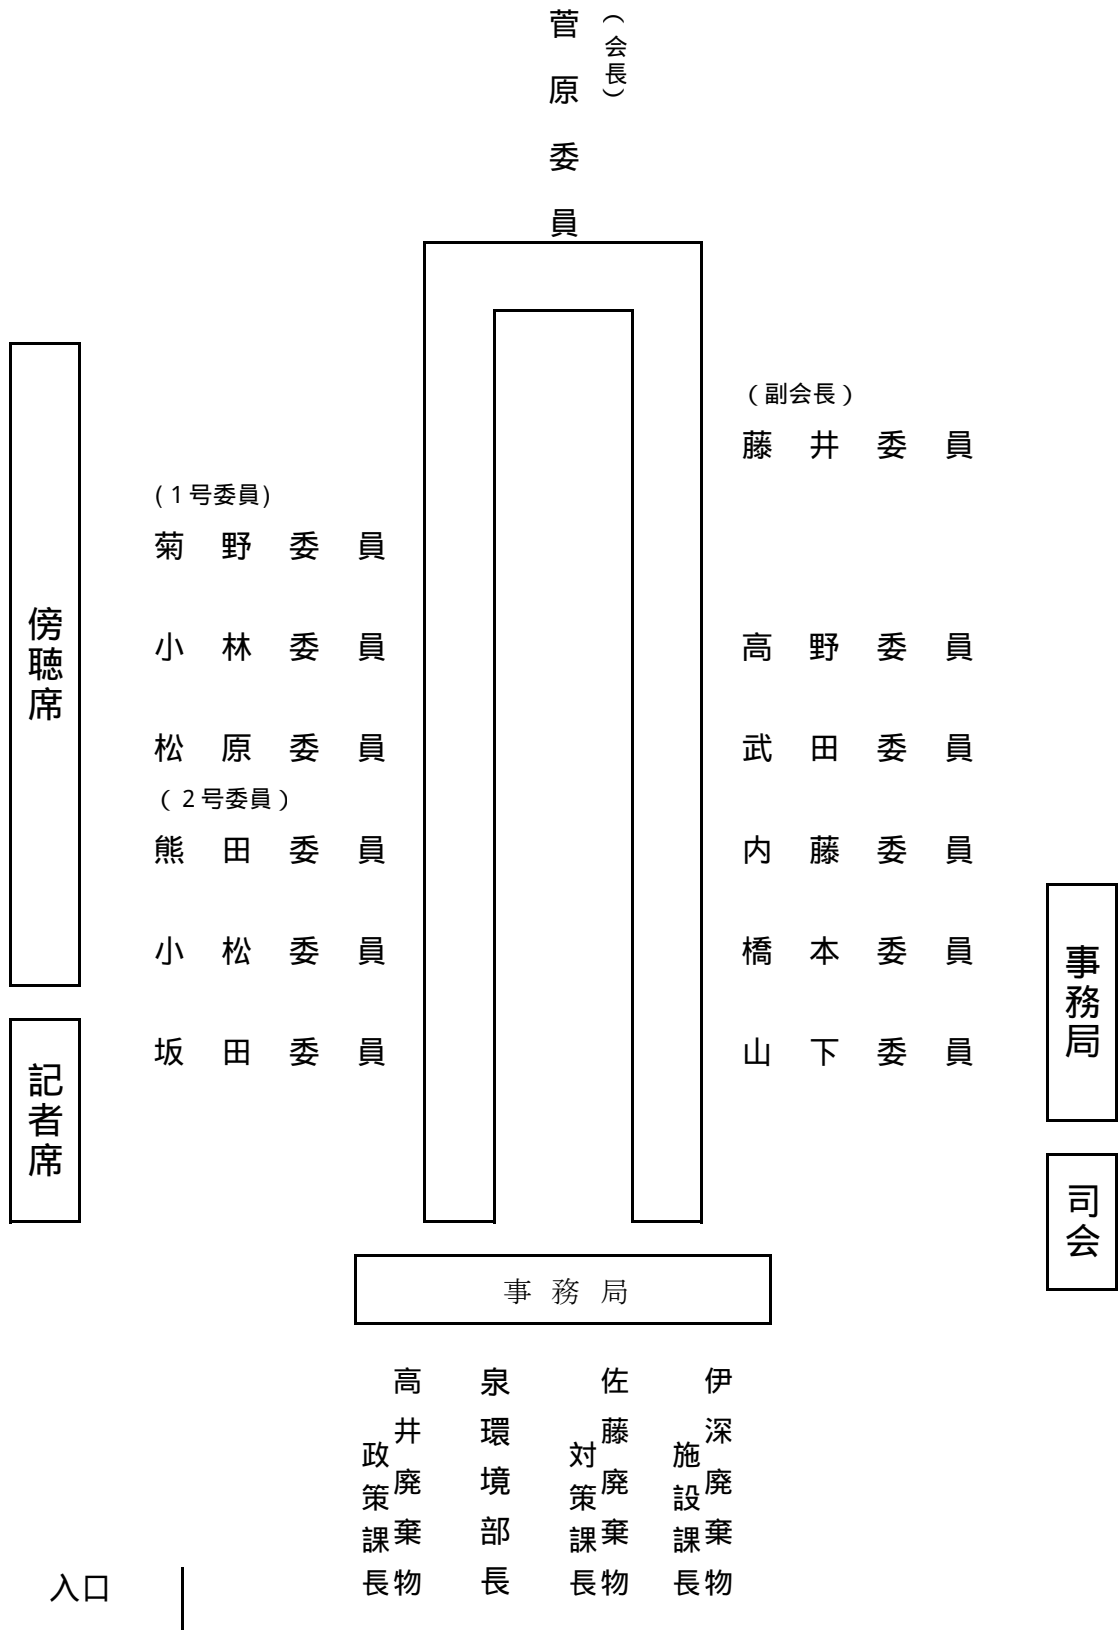 （会長）
菅原委員
（副会長）
藤井委員
(1号委員)
菊野委員
小林委員
高野委員
松原委員
武田委員
（2号委員）
熊田委員
内藤委員
小松委員
橋本委員
坂田委員
山下委員
傍聴席
記者席
事務局
司会
事務局
高井廃棄物
政策課長
泉環境部長
佐藤廃棄物
対策課長
伊深廃棄物
施設課長
入口